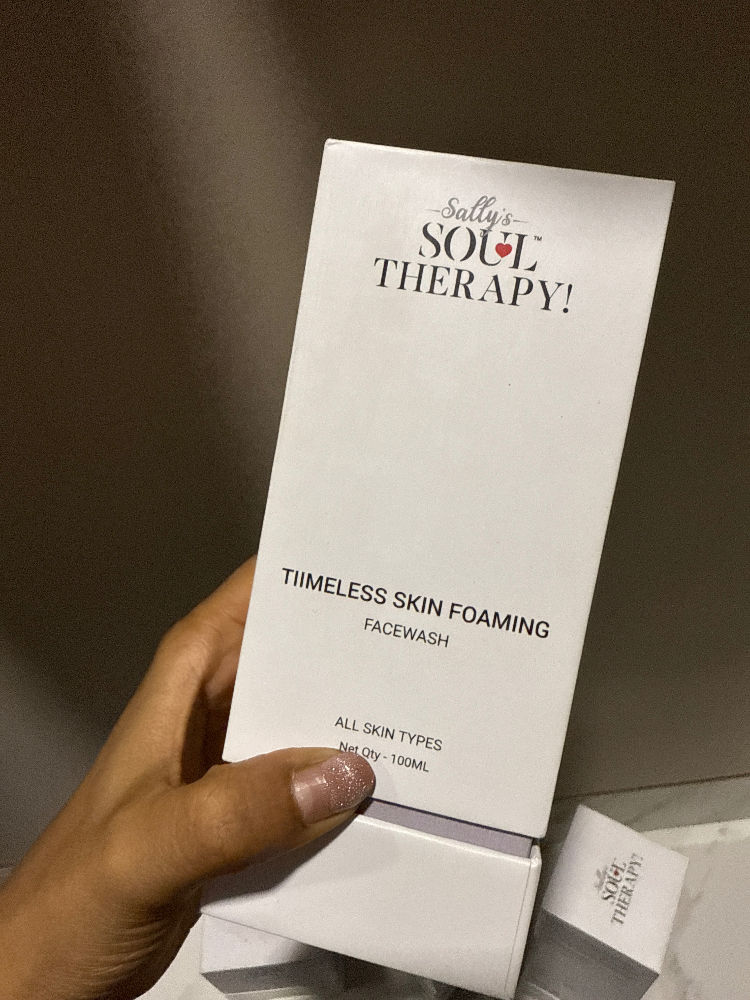 Sally's
SOUL™
THERAPY!
TIIMELESS SKIN FOAMING
FACEWASH
ALL SKIN TYPES
Net Qty - 100ML
Sally's
SOUL
THERAPY!